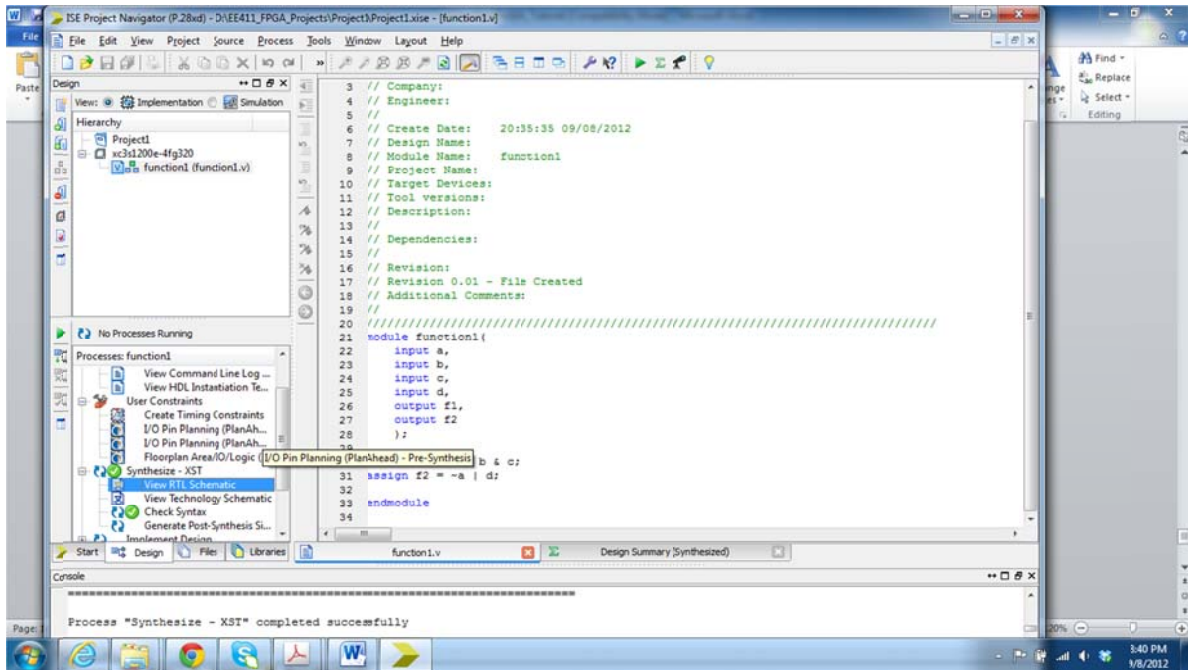 ISE Project Navigator (P.28xd) - D:\EE411_FPGA_Projects\Project1\Project1.xise - [function1.v]
File
File Edit View Project Source Process Tools Window Layout Help
Paste
Find
Replace
Select
Editing
Design
View: Implementation Simulation
Hierarchy
Project1
xc3s1200e-4fg320
function1 (function1.v)
No Processes Running
Processes: function1
View Command Line Log ...
View HDL Instantiation Te...
User Constraints
Create Timing Constraints
I/O Pin Planning (PlanAh...
I/O Pin Planning (PlanAh...
Floorplan Area/IO/Logic (
I/O Pin Planning (PlanAhead) - Pre-Synthesis
Synthesize - XST
View RTL Schematic
View Technology Schematic
Check Syntax
Generate Post-Synthesis Si...
Implement Design
3 // Company:
4 // Engineer:
5 //
6 // Create Date: 20:35:35 09/08/2012
7 // Design Name:
8 // Module Name: function1
9 // Project Name:
10 // Target Devices:
11 // Tool versions:
12 // Description:
13 //
14 // Dependencies:
15 //
16 // Revision:
17 // Revision 0.01 - File Created
18 // Additional Comments:
19 //
20 //////////////////////////////////////////////////////////////////////////////////
21 module function1(
22 input a,
23 input b,
24 input c,
25 input d,
26 output f1,
27 output f2
28 );
29
b & c;
31 assign f2 = ~a | d;
32
33 endmodule
34
Start Design Files Libraries
function1.v
Design Summary (Synthesized)
Console
Process "Synthesize - XST" completed successfully
Page:
20%
3:40 PM
9/8/2012